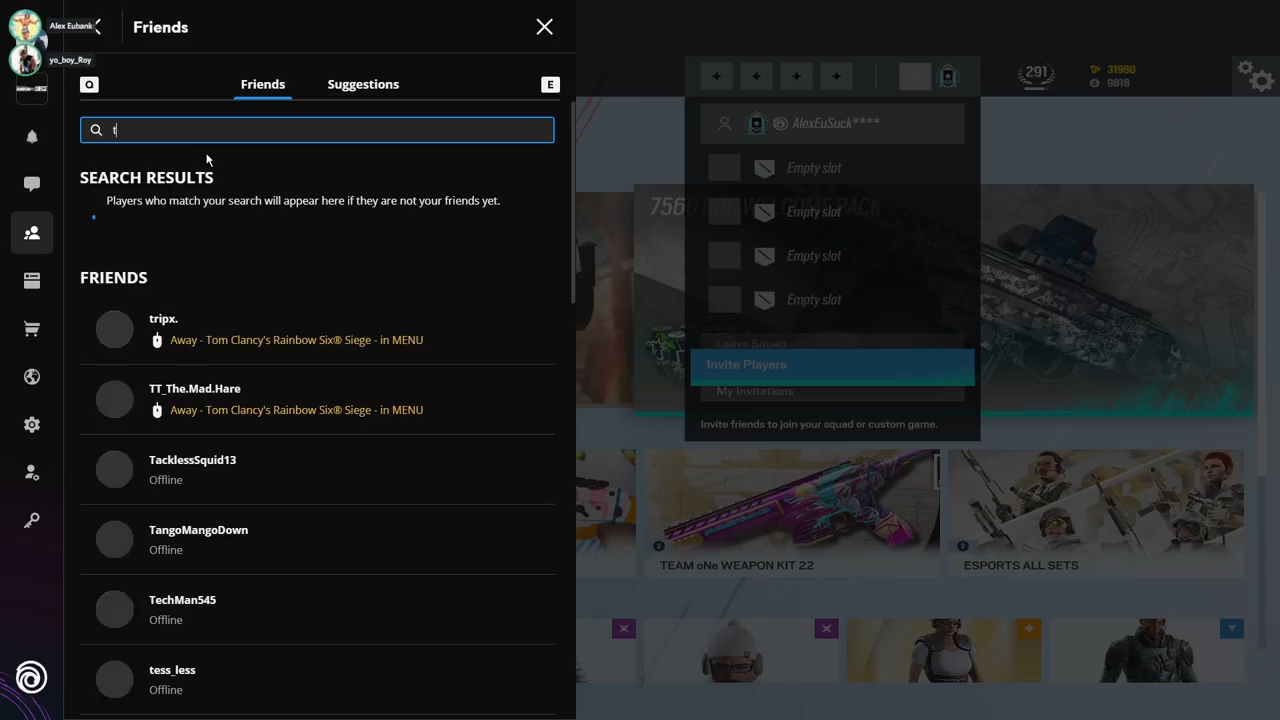 Alex Eubank
Friends
yo_boy_Roy
Q
Friends
Suggestions
E
t
SEARCH RESULTS
Players who match your search will appear here if they are not your friends yet.
FRIENDS
tripx.
Away - Tom Clancy's Rainbow Six® Siege - in MENU
TT_The.Mad.Hare
Away - Tom Clancy's Rainbow Six® Siege - in MENU
TacklessSquid13
Offline
TangoMangoDown
Offline
TechMan545
Offline
tess_less
Offline
291
31980
9816
AlexEuSuck****
Empty slot
Empty slot
Empty slot
Empty slot
Leave Squad
Invite Players
My Invitations
Invite friends to join your squad or custom game.
TEAM oNe WEAPON KIT 22
ESPORTS ALL SETS